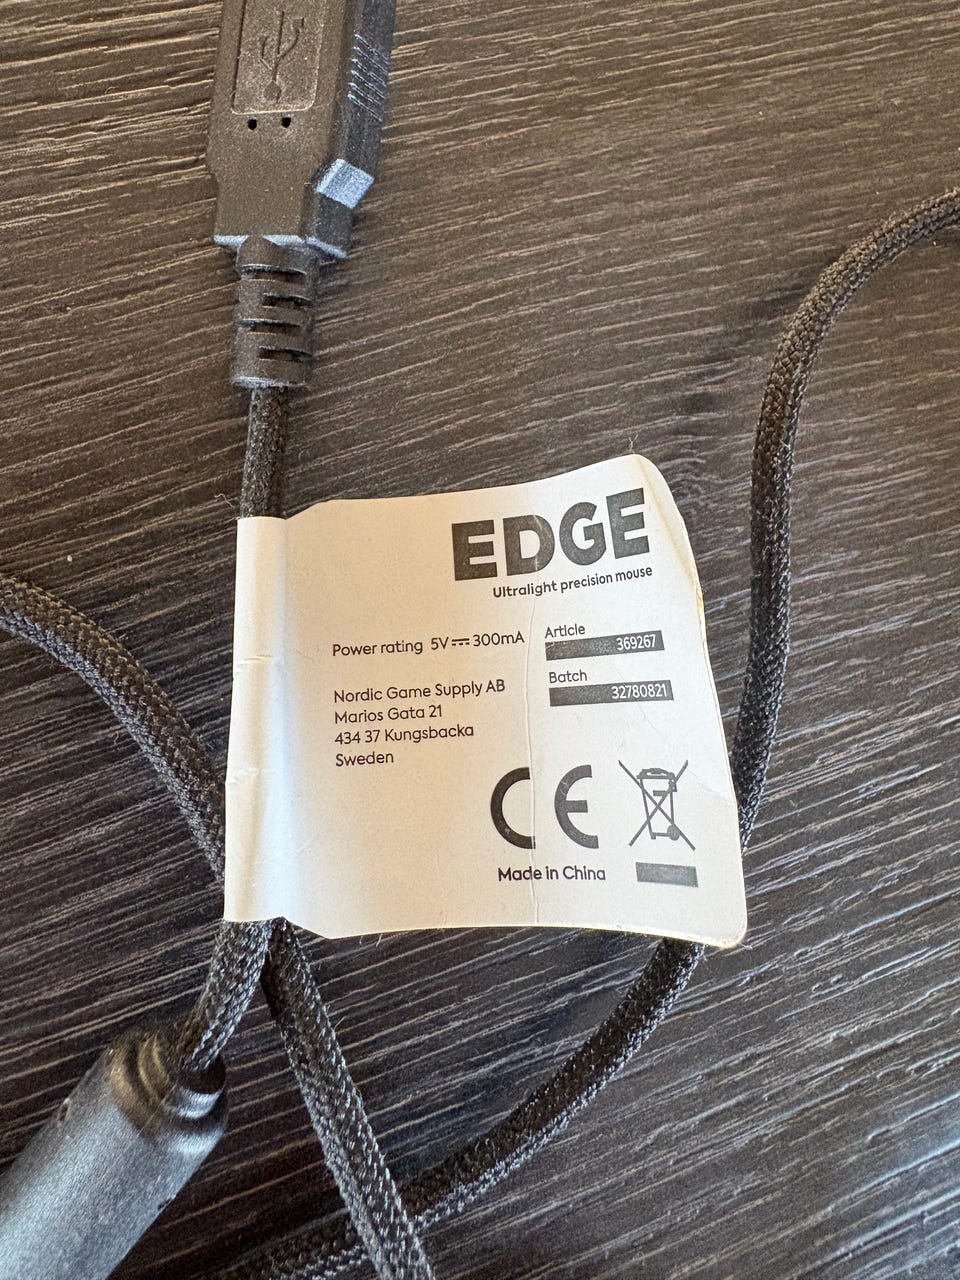 EDGE
Ultralight precision mouse
Power rating 5V⎓300mA
Article
369267
Batch
32780821
Nordic Game Supply AB
Marios Gata 21
434 37 Kungsbacka
Sweden
CE
Made in China